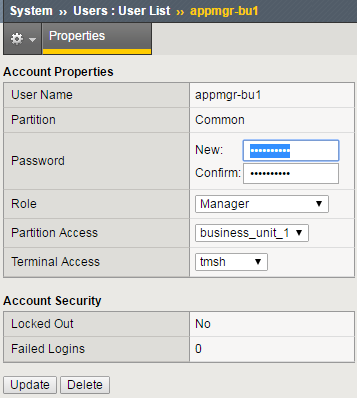 System ›› Users : User List ›› appmgr-bu1
Properties
Account Properties
User Name appmgr-bu1
Partition Common
Password New: ••••••••••
Confirm: ••••••••••
Role Manager
Partition Access business_unit_1
Terminal Access tmsh
Account Security
Locked Out No
Failed Logins 0
Update Delete